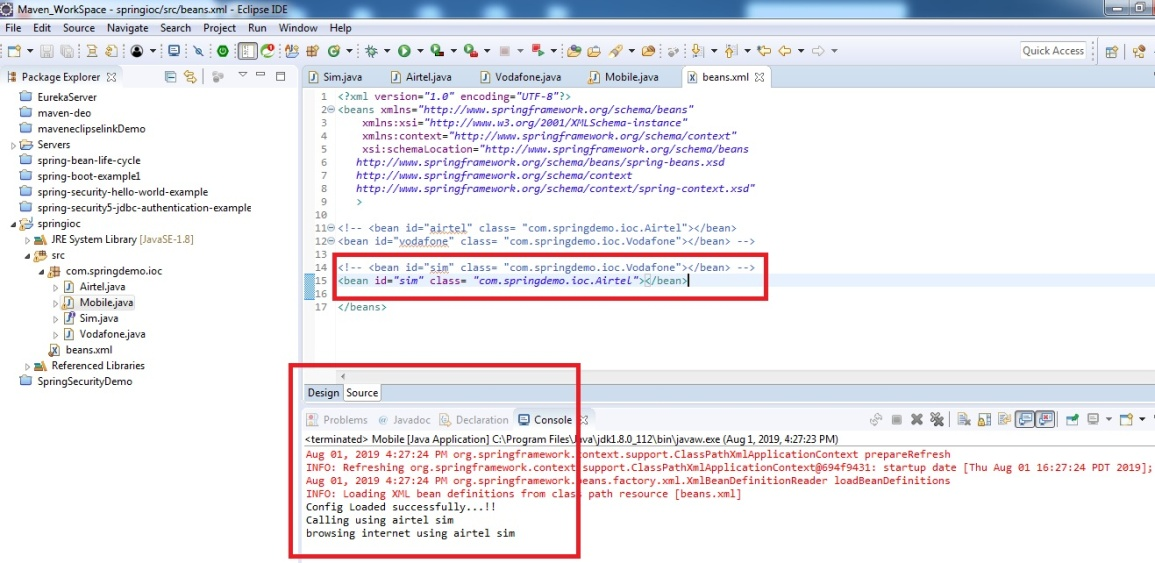 Maven_WorkSpace - springioc/src/beans.xml - Eclipse IDE
File Edit Source Navigate Search Project Run Window Help
Quick Access
Package Explorer
EurekaServer
maven-deo
maveneclipselinkDemo
Servers
spring-bean-life-cycle
spring-boot-example1
spring-security-hello-world-example
spring-security5-jdbc-authentication-example
springioc
JRE System Library [JavaSE-1.8]
src
com.springdemo.ioc
Airtel.java
Mobile.java
Sim.java
Vodafone.java
beans.xml
Referenced Libraries
SpringSecurityDemo
Sim.java Airtel.java Vodafone.java Mobile.java beans.xml
1 <?xml version="1.0" encoding="UTF-8"?>
2 <beans xmlns="http://www.springframework.org/schema/beans"
3 xmlns:xsi="http://www.w3.org/2001/XMLSchema-instance"
4 xmlns:context="http://www.springframework.org/schema/context"
5 xsi:schemaLocation="http://www.springframework.org/schema/beans
6 http://www.springframework.org/schema/beans/spring-beans.xsd
7 http://www.springframework.org/schema/context
8 http://www.springframework.org/schema/context/spring-context.xsd"
9 >
10
11 <!-- <bean id="airtel" class= "com.springdemo.ioc.Airtel"></bean>
12 <bean id="vodafone" class= "com.springdemo.ioc.Vodafone"></bean> -->
13
14 <!-- <bean id="sim" class= "com.springdemo.ioc.Vodafone"></bean> -->
15 <bean id="sim" class= "com.springdemo.ioc.Airtel"></bean>
16
17 </beans>
Design Source
Problems @ Javadoc Declaration Console
<terminated> Mobile [Java Application] C:\Program Files\Java\jdk1.8.0_112\bin\javaw.exe (Aug 1, 2019, 4:27:23 PM)
Aug 01, 2019 4:27:24 PM org.springframework.context.support.ClassPathXmlApplicationContext prepareRefresh
INFO: Refreshing org.springframework.context.support.ClassPathXmlApplicationContext@694f9431: startup date [Thu Aug 01 16:27:24 PDT 2019];
Aug 01, 2019 4:27:24 PM org.springframework.beans.factory.xml.XmlBeanDefinitionReader loadBeanDefinitions
INFO: Loading XML bean definitions from class path resource [beans.xml]
Config Loaded successfully...!!
Calling using airtel sim
browsing internet using airtel sim